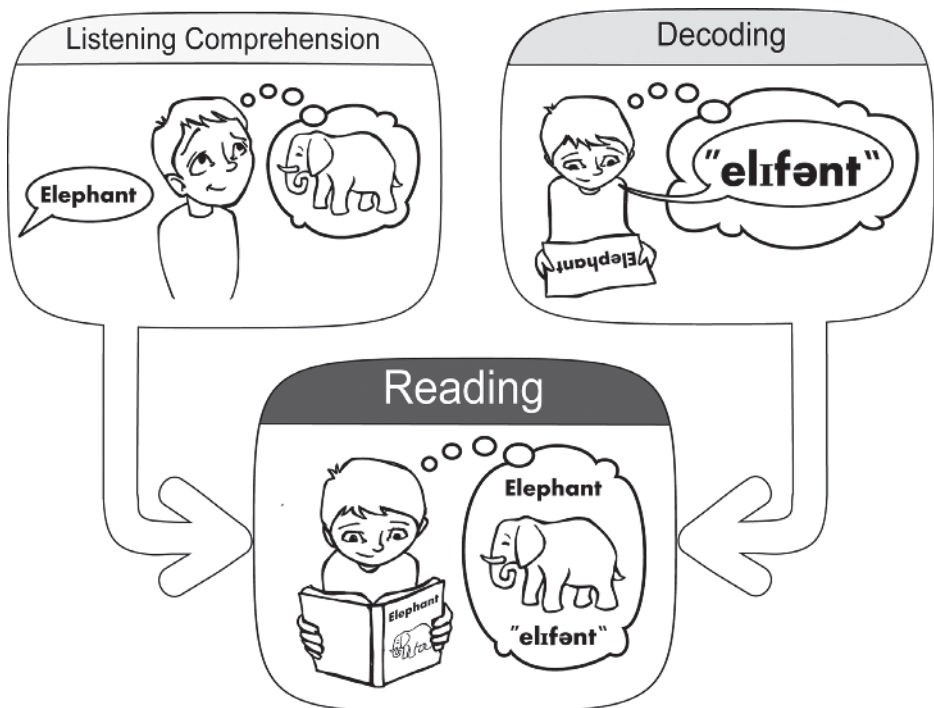 Listening Comprehension
Elephant
Decoding
"elɪfənt"
Elephant
Reading
Elephant
"elɪfənt"
Elephant